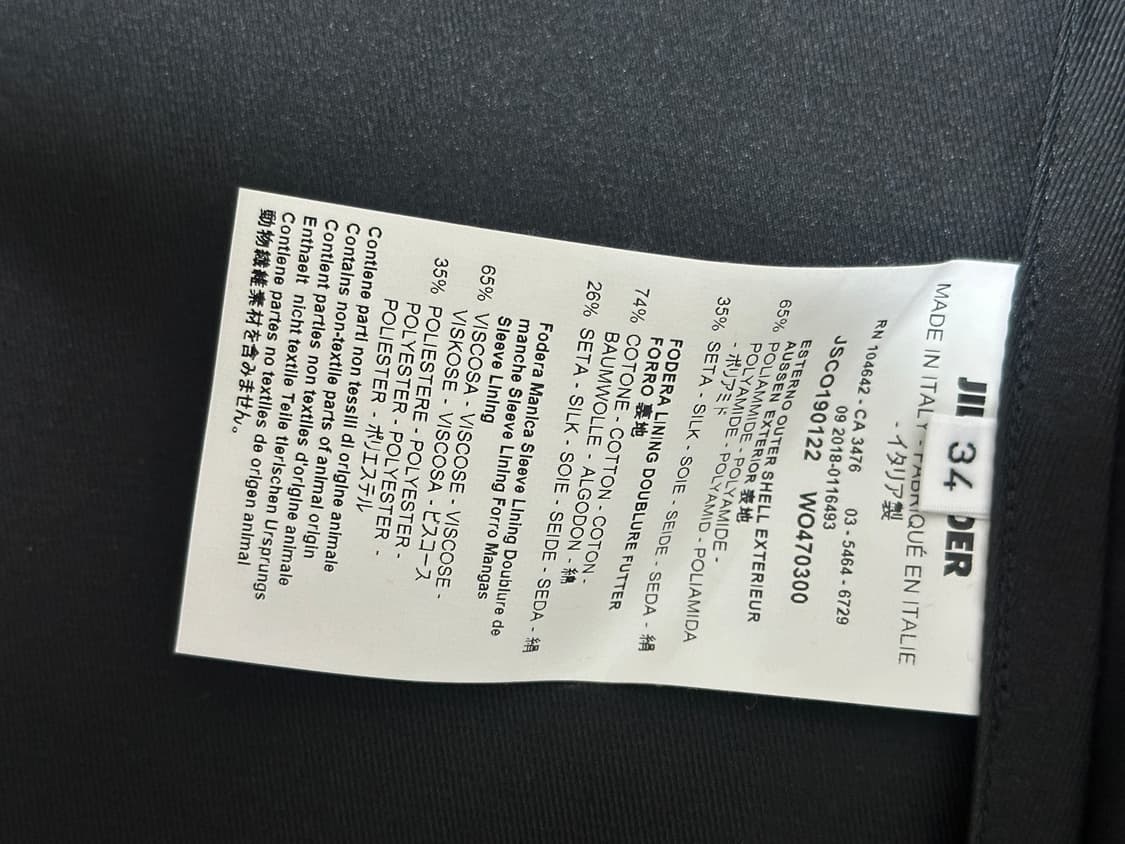 JIL 34 DER
MADE IN ITALY - FABRIQUÉ EN ITALIE
- イタリア製
RN 104642 - CA 3476 03 - 5464 - 6729
09 2018-0116493
JSCO190122 WO470300
ESTERNO OUTER SHELL EXTERIEUR
AUSSEN EXTERIOR 表地
65% POLIAMMIDE - POLYAMIDE -
POLYAMIDE - POLYAMID - POLIAMIDA
- ポリアミド
35% SETA - SILK - SOIE - SEIDE - SEDA - 絹
FODERA LINING DOUBLURE FUTTER
FORRO 裏地
74% COTONE - COTTON - COTON -
BAUMWOLLE - ALGODON - 綿
26% SETA - SILK - SOIE - SEIDE - SEDA - 絹
Fodera Manica Sleeve Lining Doublure de
manche Sleeve Lining Forro Mangas
Sleeve Lining
65% VISCOSA - VISCOSE - VISCOSE -
VISKOSE - VISCOSA - ビスコース
35% POLIESTERE - POLYESTER -
POLYESTER - POLYESTER -
POLIESTER - ポリエステル
Contiene parti non tessili di origine animale
Contains non-textile parts of animal origin
Contient parties non textiles d'origine animale
Enthaelt nicht textile Teile tierischen Ursprungs
Contiene partes no textiles de origen animal
動物繊維素材を含みません。